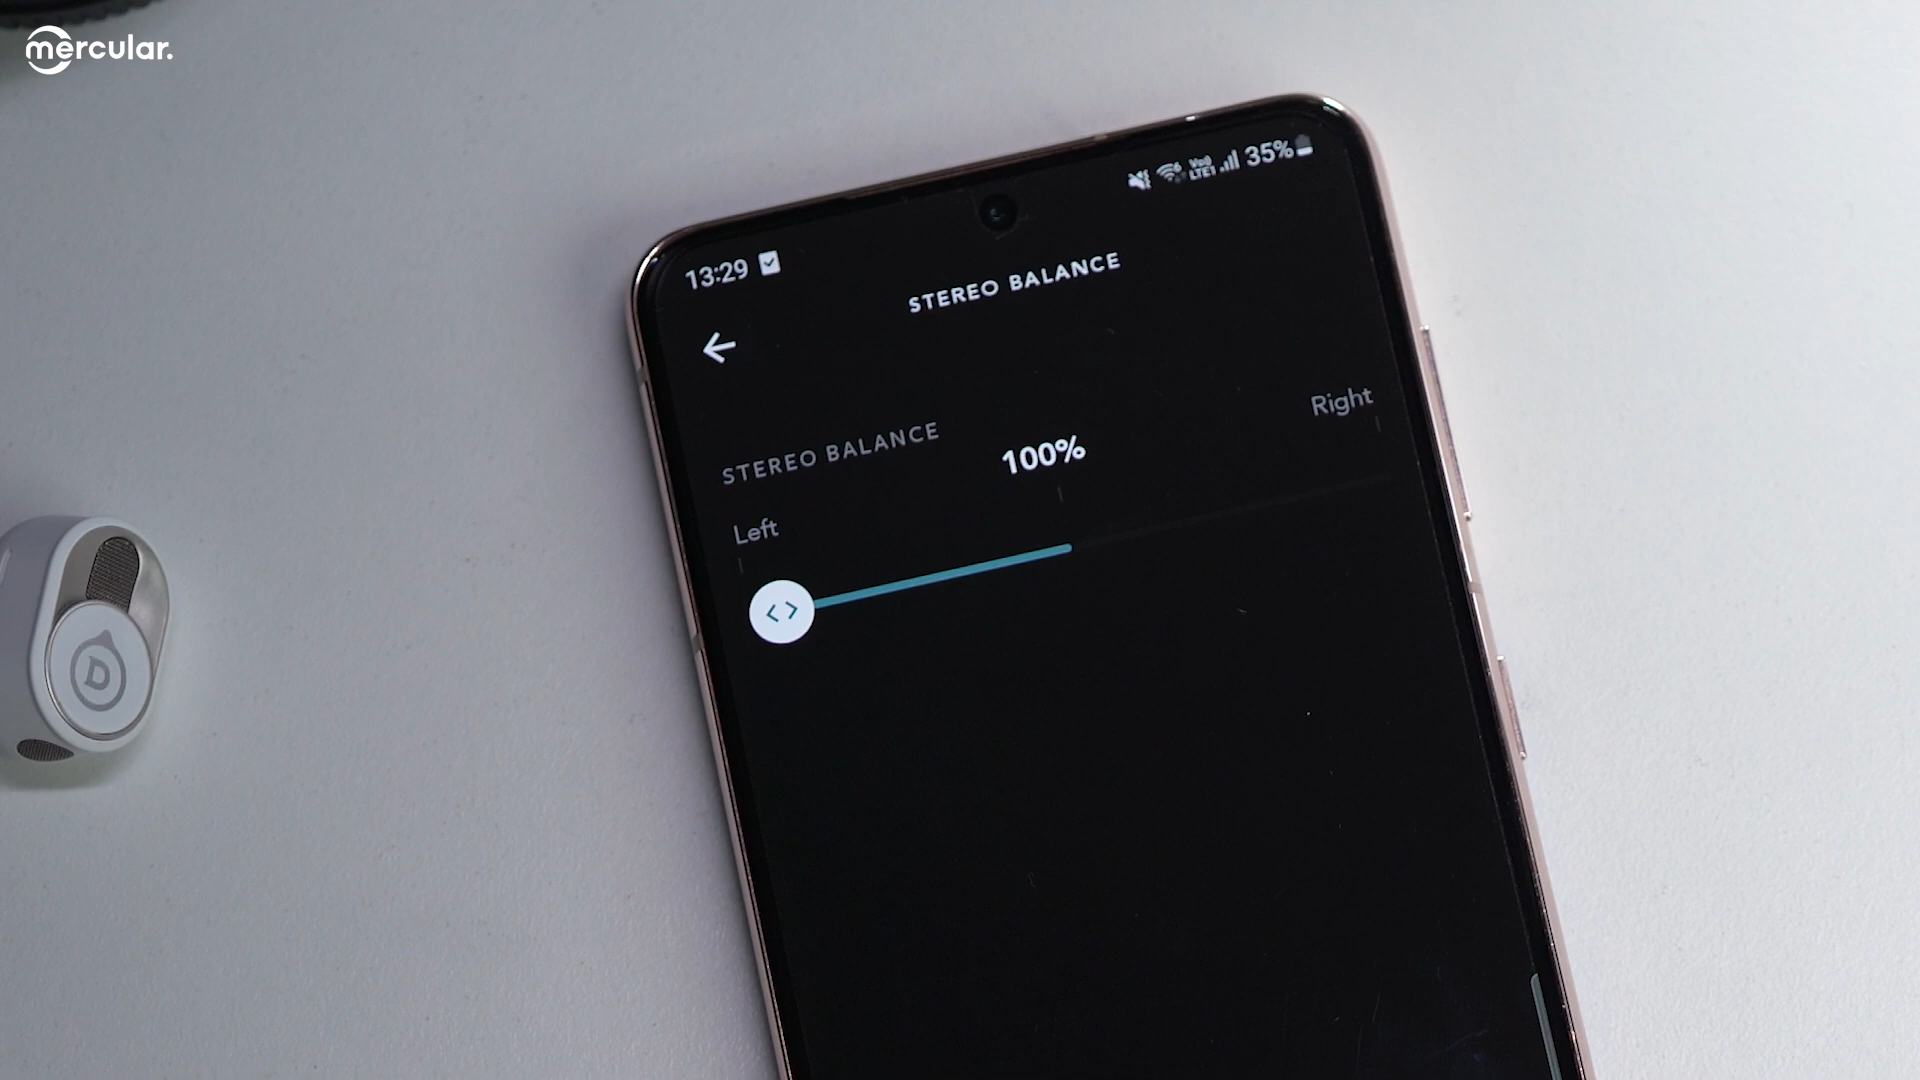 mercular.
13:29
35%
STEREO BALANCE
STEREO BALANCE
100%
Right
Left
D